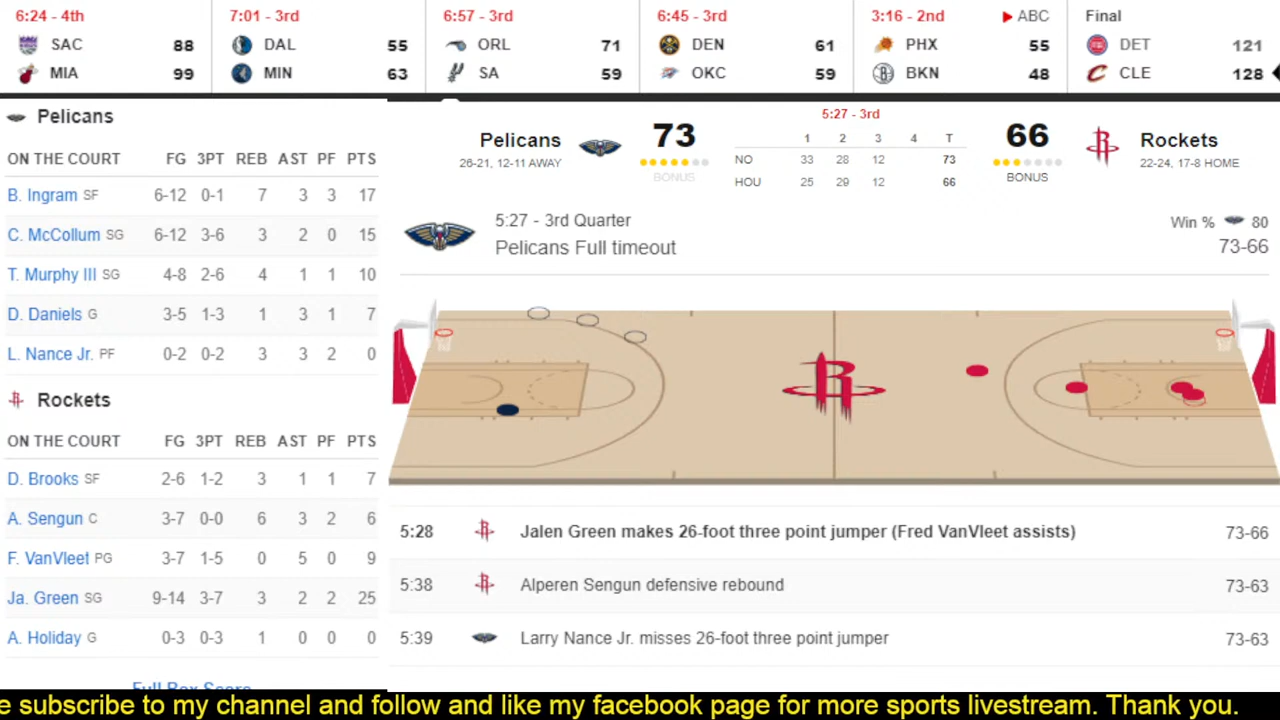 6:24 - 4th
SAC 88
MIA 99
7:01 - 3rd
DAL 55
MIN 63
6:57 - 3rd
ORL 71
SA 59
6:45 - 3rd
DEN 61
OKC 59
3:16 - 2nd ABC
PHX 55
BKN 48
Final
DET 121
CLE 128
Pelicans
ON THE COURT FG 3PT REB AST PF PTS
B. Ingram SF 6-12 0-1 7 3 3 17
C. McCollum SG 6-12 3-6 3 2 0 15
T. Murphy III SG 4-8 2-6 4 1 1 10
D. Daniels G 3-5 1-3 1 3 1 7
L. Nance Jr. PF 0-2 0-2 3 3 2 0
Rockets
ON THE COURT FG 3PT REB AST PF PTS
D. Brooks SF 2-6 1-2 3 1 1 7
A. Sengun C 3-7 0-0 6 3 2 6
F. VanVleet PG 3-7 1-5 0 5 0 9
Ja. Green SG 9-14 3-7 3 2 2 25
A. Holiday G 0-3 0-3 1 0 0 0
Full Box Score
Pelicans
26-21, 12-11 AWAY
73
BONUS
5:27 - 3rd
1 2 3 4 T
NO 33 28 12 73
HOU 25 29 12 66
66
BONUS
Rockets
22-24, 17-8 HOME
5:27 - 3rd Quarter
Pelicans Full timeout
Win % 80
73-66
R
5:28 Jalen Green makes 26-foot three point jumper (Fred VanVleet assists) 73-66
5:38 Alperen Sengun defensive rebound 73-63
5:39 Larry Nance Jr. misses 26-foot three point jumper 73-63
e subscribe to my channel and follow and like my facebook page for more sports livestream. Thank you.